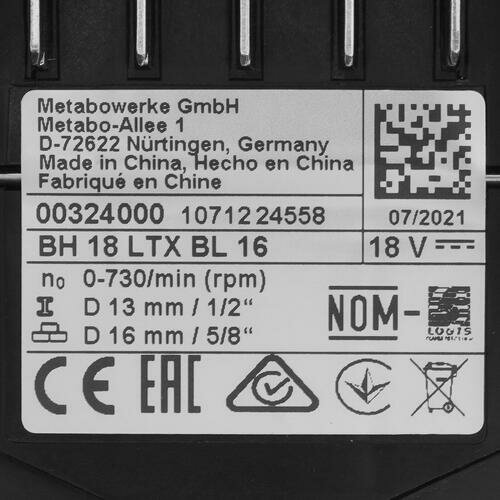 Metabowerke GmbH
Metabo-Allee 1
D-72622 Nürtingen, Germany
Made in China, Hecho en China
Fabriqué en Chine
00324000 1071224558 07/2021
BH 18 LTX BL 16 18 V
n₀ 0-730/min (rpm)
D 13 mm / 1/2“
D 16 mm / 5/8“
NOM-
LOGIS
CE EAC